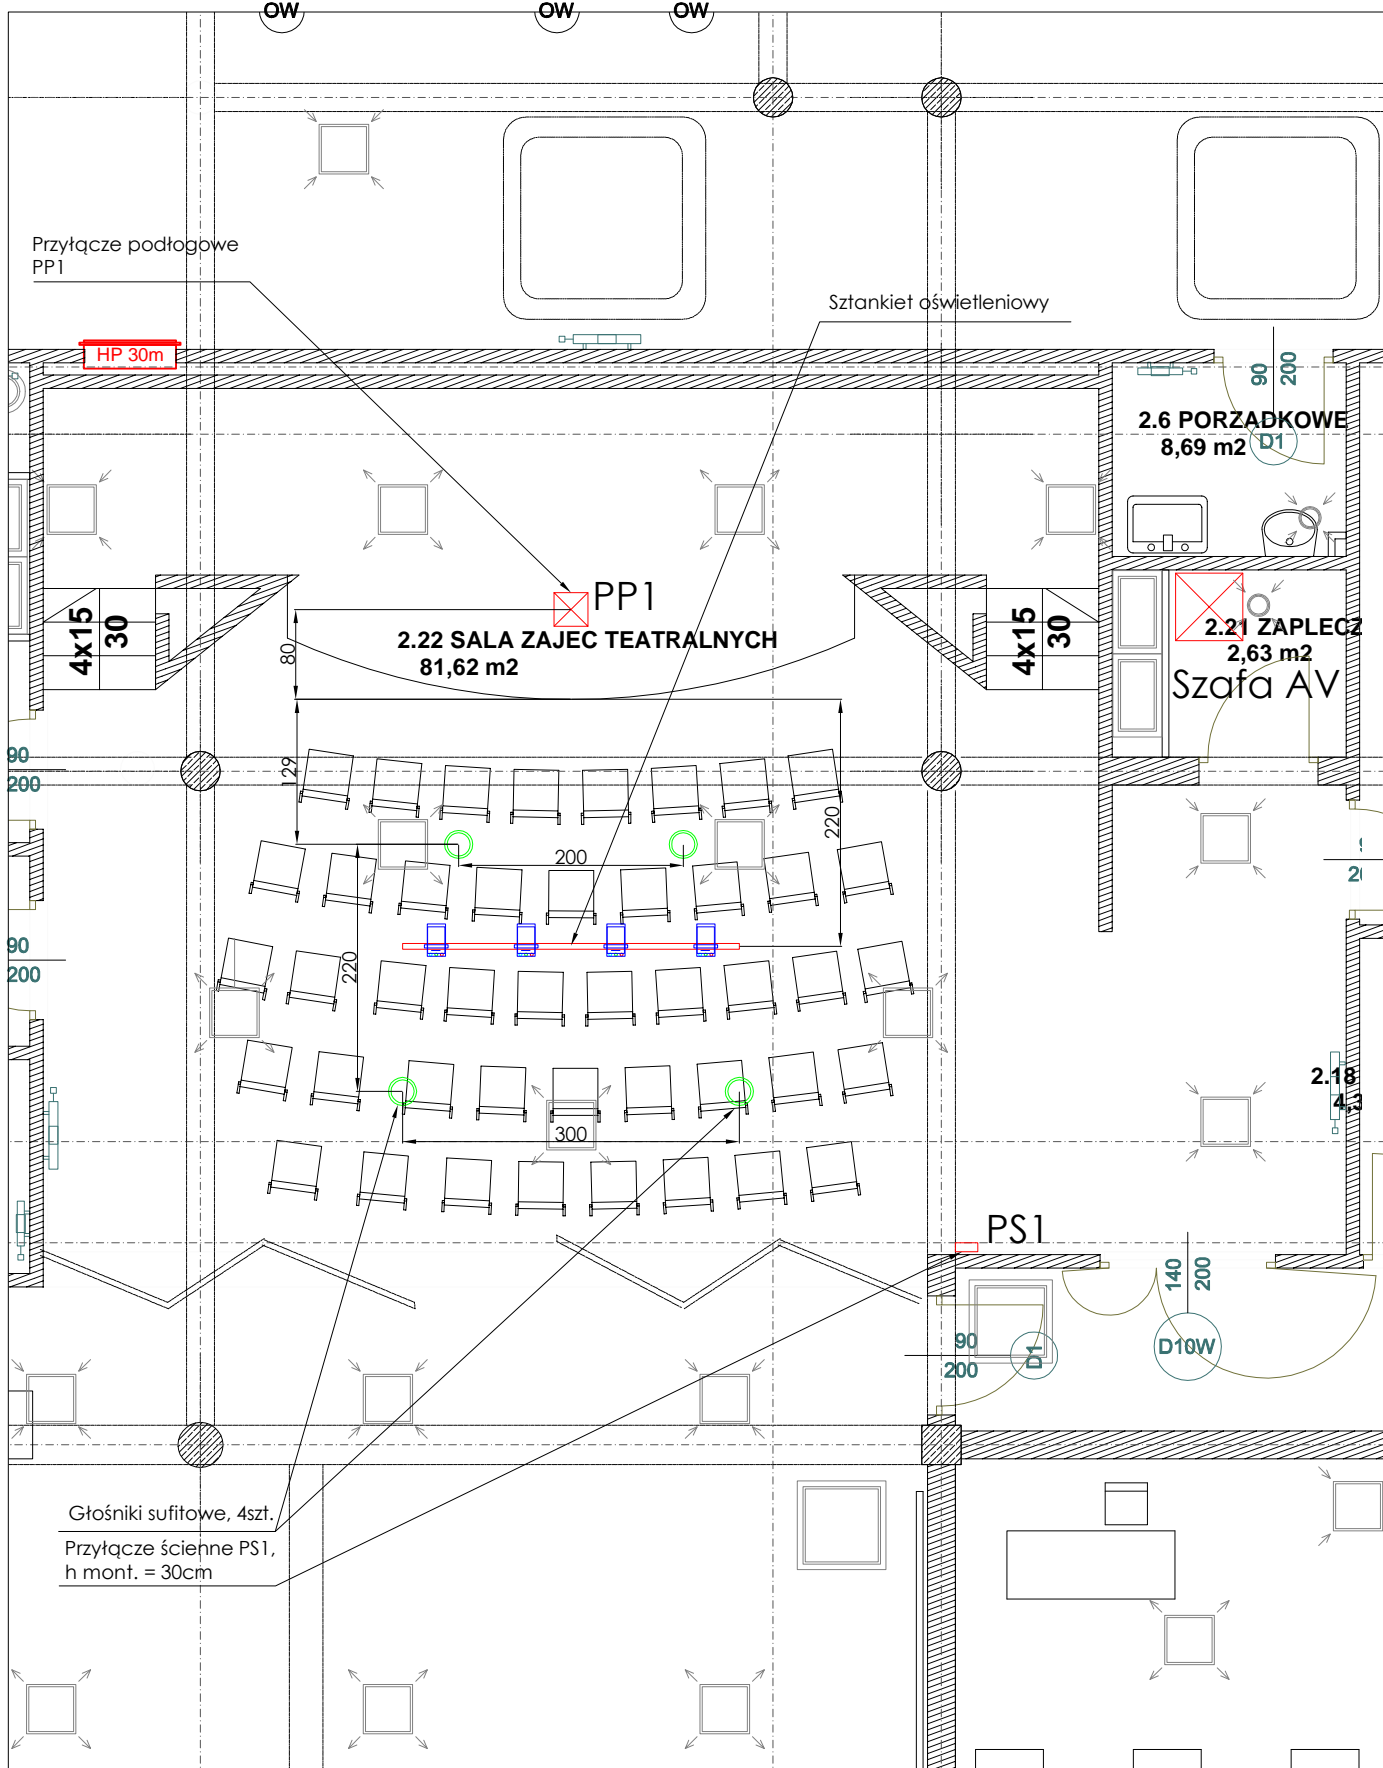 OW
OW
OW
Przyłącze podłogowe
PP1
Sztankiet oświetleniowy
HP 30m
90
200
2.6 PORZADKOWE
8,69 m2
D1
PP1
4x15
30
2.22 SALA ZAJEC TEATRALNYCH
81,62 m2
80
4x15
30
2.21 ZAPLECZ
2,63 m2
Szafa AV
90
200
129
220
200
90
200
220
300
2.18
4,3
PS1
140
200
90
200
D1
D10W
Głośniki sufitowe, 4szt.
Przyłącze ścienne PS1,
h mont. = 30cm